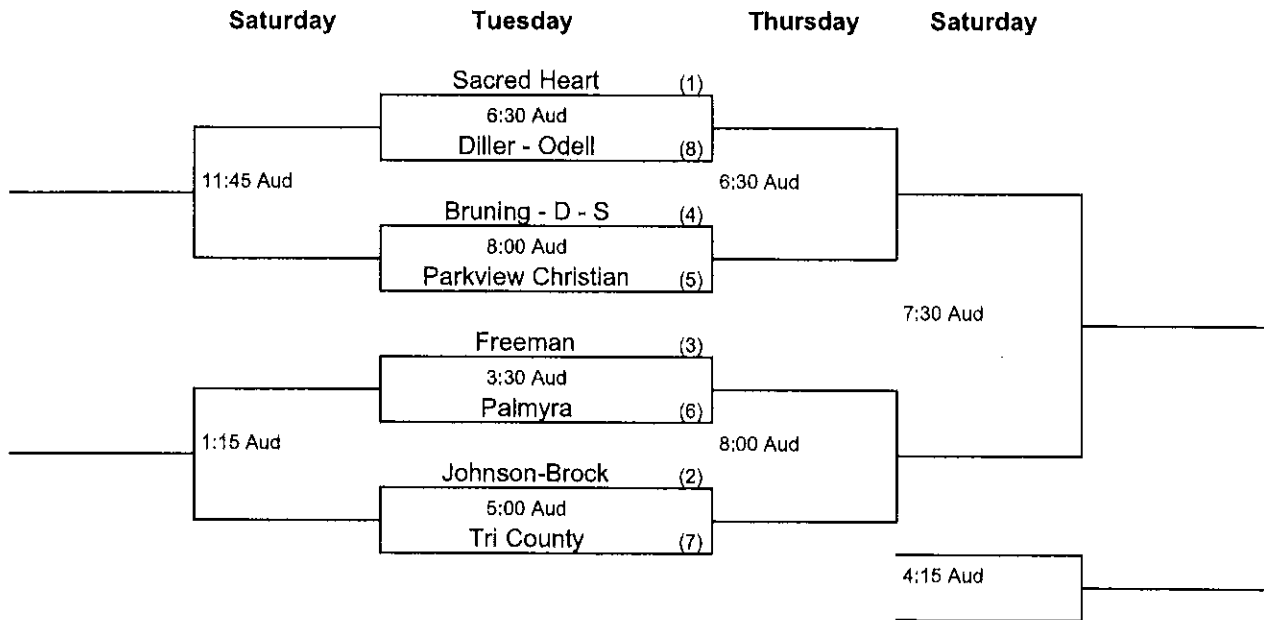 Saturday Tuesday Thursday Saturday
Sacred Heart (1)
6:30 Aud
Diller - Odell (8)
11:45 Aud 6:30 Aud
Bruning - D - S (4)
8:00 Aud
Parkview Christian (5)
7:30 Aud
Freeman (3)
3:30 Aud
Palmyra (6)
1:15 Aud 8:00 Aud
Johnson-Brock (2)
5:00 Aud
Tri County (7)
4:15 Aud